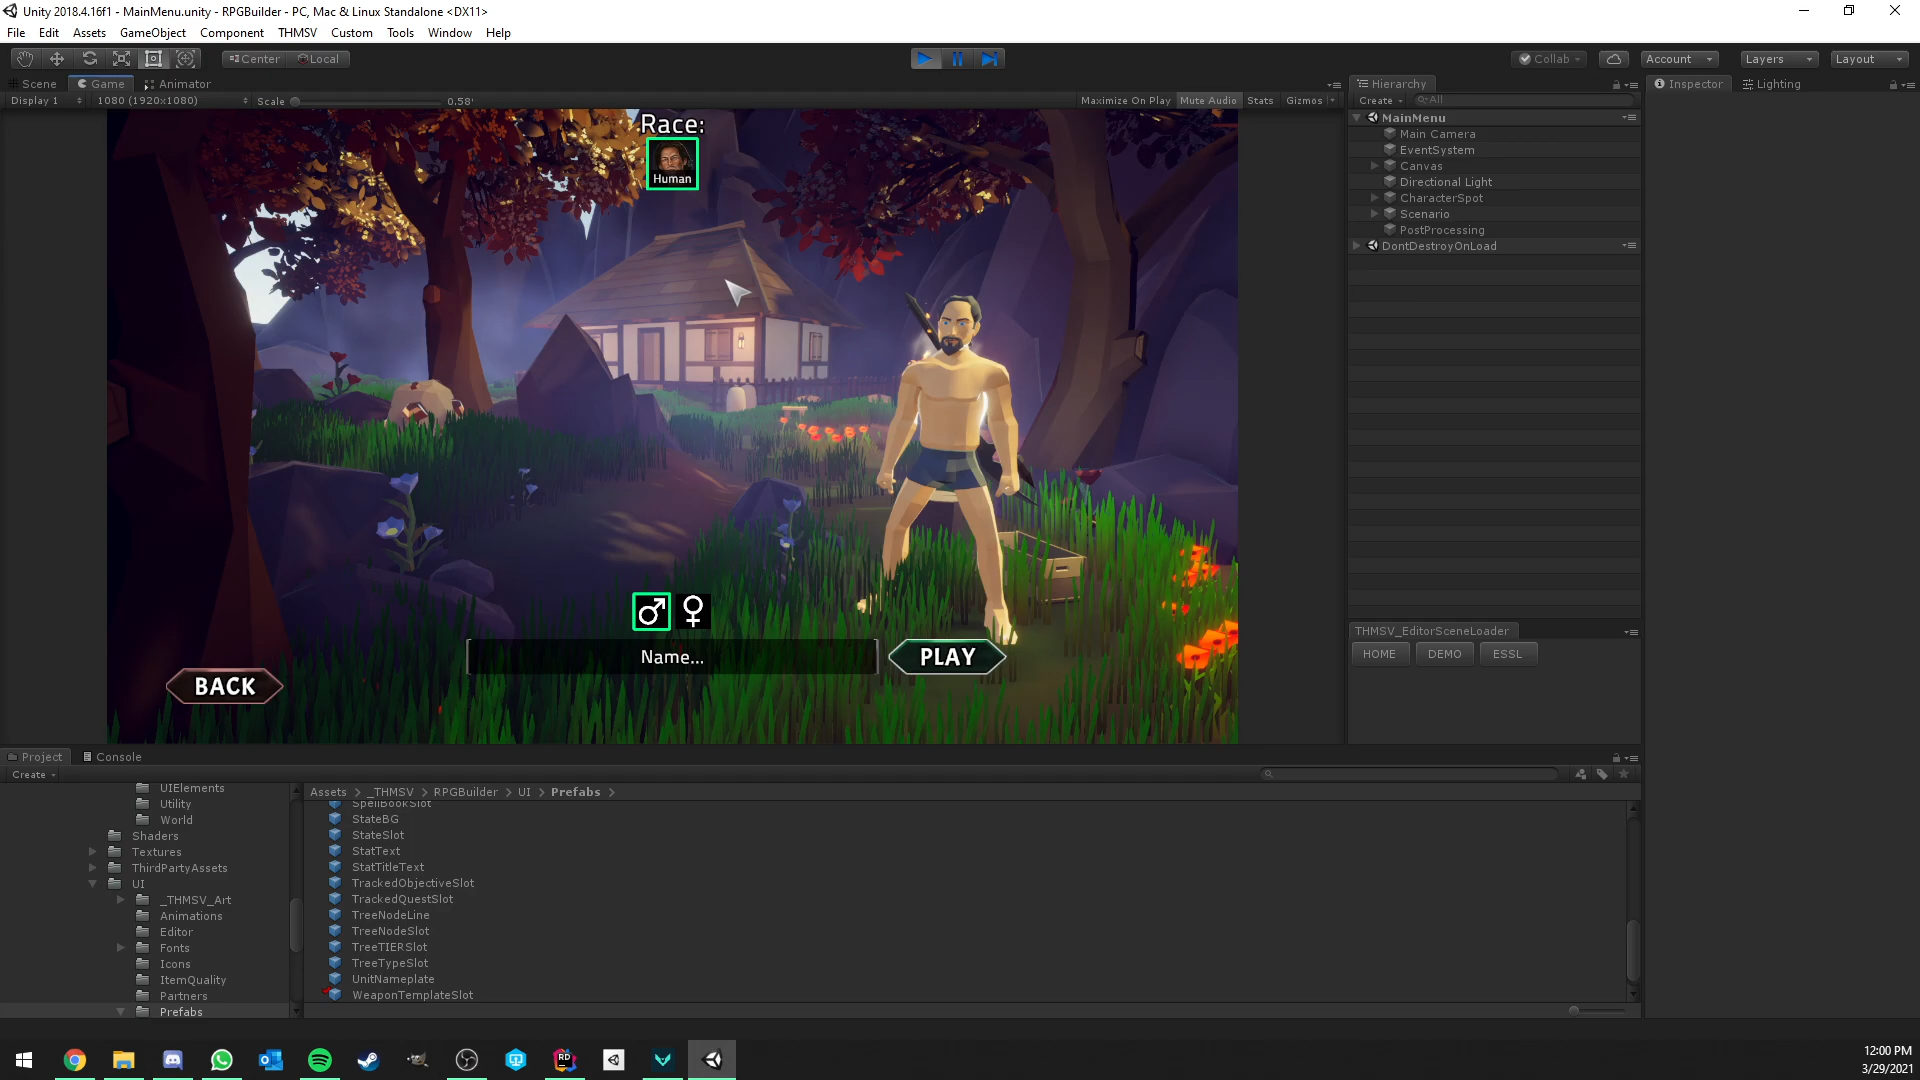 Unity 2018.4.16f1 - MainMenu.unity - RPGBuilder - PC, Mac & Linux Standalone <DX11>
File Edit Assets GameObject Component THMSV Custom Tools Window Help
Center Local
Collab Account Layers Layout
Scene Game Animator
Display 1 1080 (1920x1080) Scale 0.58
Maximize On Play Mute Audio Stats Gizmos
Race:
Human
Name...
PLAY
BACK
Hierarchy
Create All
MainMenu
Main Camera
EventSystem
Canvas
Directional Light
CharacterSpot
Scenario
PostProcessing
DontDestroyOnLoad
THMSV_EditorSceneLoader
HOME DEMO ESSL
Inspector Lighting
Project Console
Create
UIElements
Utility
World
Shaders
Textures
ThirdPartyAssets
UI
_THMSV_Art
Animations
Editor
Fonts
Icons
ItemQuality
Partners
Prefabs
Assets > _THMSV > RPGBuilder > UI > Prefabs >
SpellBookSlot
StateBG
StateSlot
StatText
StatTitleText
TrackedObjectiveSlot
TrackedQuestSlot
TreeNodeLine
TreeNodeSlot
TreeTIERSlot
TreeTypeSlot
UnitNameplate
WeaponTemplateSlot
RD
12:00 PM
3/29/2021